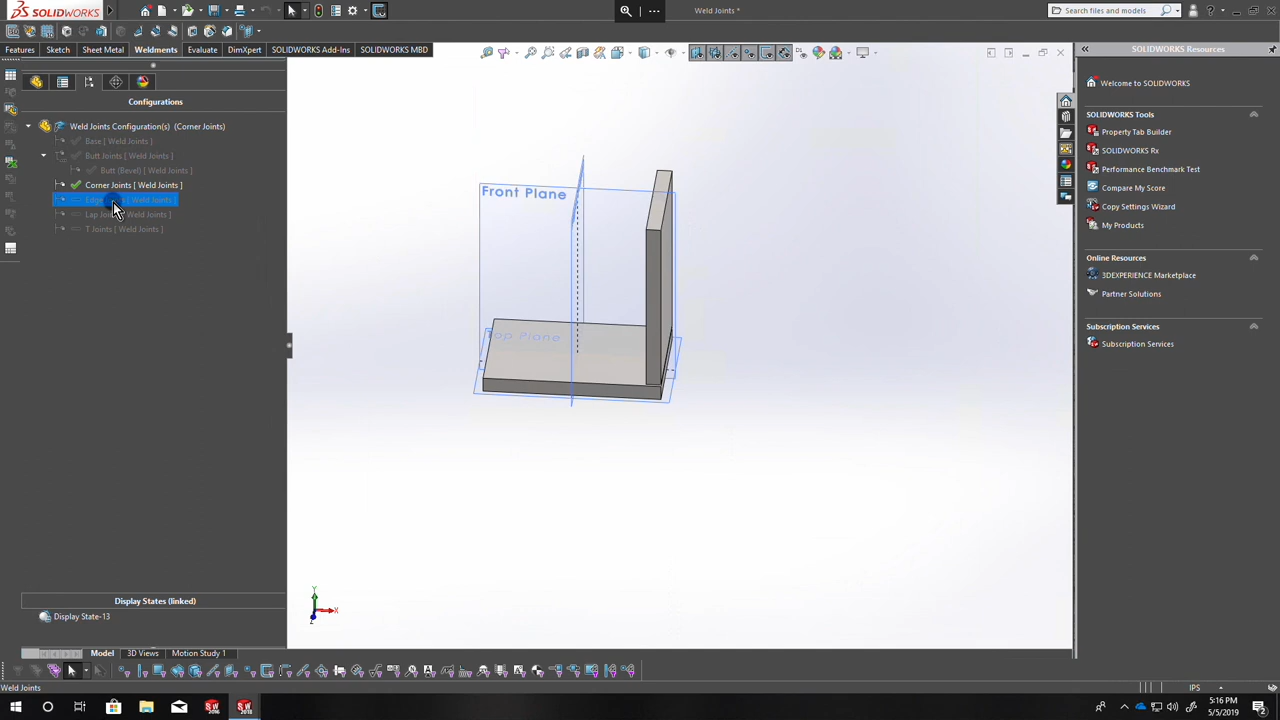 SOLIDWORKS
Weld Joints *
Search files and models
Features
Sketch
Sheet Metal
Weldments
Evaluate
DimXpert
SOLIDWORKS Add-Ins
SOLIDWORKS MBD
Configurations
Weld Joints Configuration(s) (Corner Joints)
Base [ Weld Joints ]
Butt Joints [ Weld Joints ]
Butt (Bevel) [ Weld Joints ]
Corner Joints [ Weld Joints ]
Weld Joints ]
Lap Joints [ Weld Joints ]
T Joints [ Weld Joints ]
Display States (linked)
Display State-13
Front Plane
Top Plane
Y
X
Z
SOLIDWORKS Resources
Welcome to SOLIDWORKS
SOLIDWORKS Tools
Property Tab Builder
SOLIDWORKS Rx
Performance Benchmark Test
Compare My Score
Copy Settings Wizard
My Products
Online Resources
3DEXPERIENCE Marketplace
Partner Solutions
Subscription Services
Subscription Services
Model
3D Views
Motion Study 1
Weld Joints
IPS
5:16 PM
5/5/2019